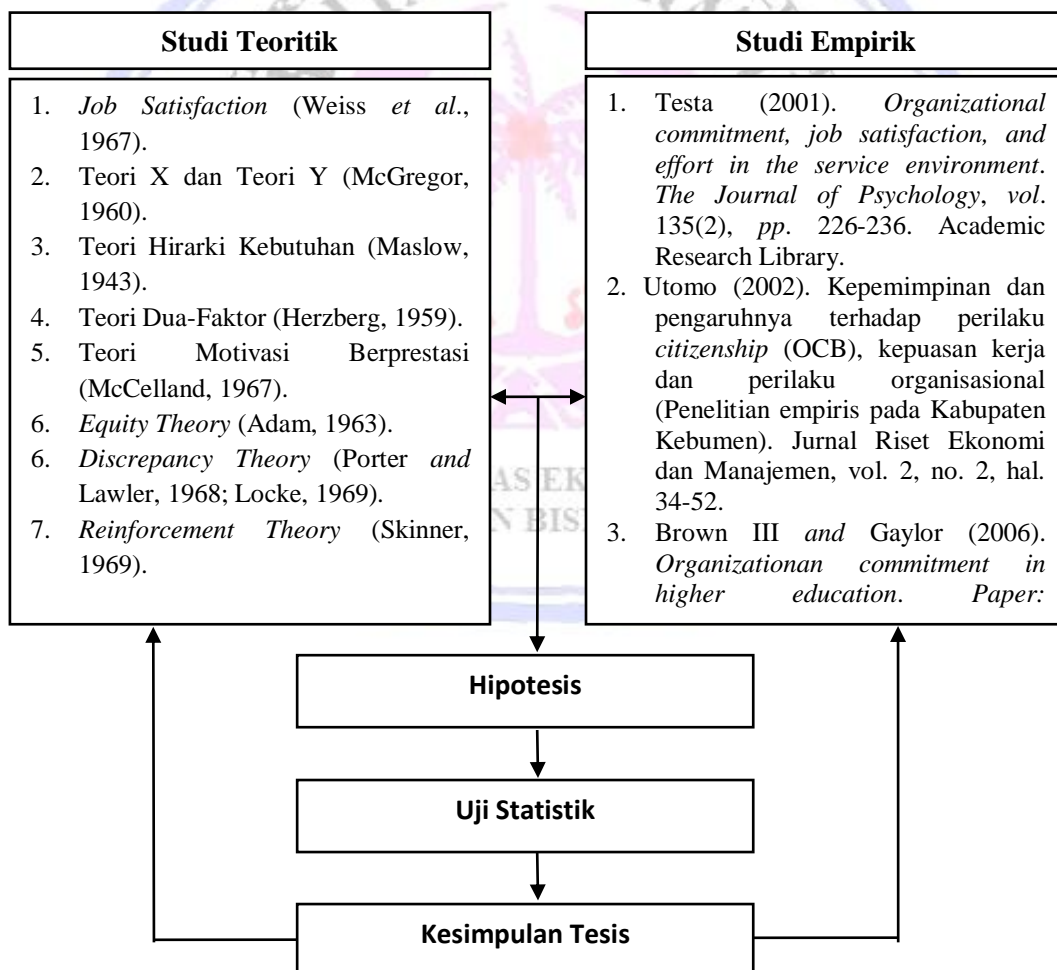 Studi Teoritik
1. Job Satisfaction (Weiss et al.,
1967).
2. Teori X dan Teori Y (McGregor,
1960).
3. Teori Hirarki Kebutuhan (Maslow,
1943).
4. Teori Dua-Faktor (Herzberg, 1959).
5. Teori Motivasi Berprestasi
(McCelland, 1967).
6. Equity Theory (Adam, 1963).
6. Discrepancy Theory (Porter and
Lawler, 1968; Locke, 1969).
7. Reinforcement Theory (Skinner,
1969).
Studi Empirik
1. Testa (2001). Organizational
commitment, job satisfaction, and
effort in the service environment.
The Journal of Psychology, vol.
135(2), pp. 226-236. Academic
Research Library.
2. Utomo (2002). Kepemimpinan dan
pengaruhnya terhadap perilaku
citizenship (OCB), kepuasan kerja
dan perilaku organisasional
(Penelitian empiris pada Kabupaten
Kebumen). Jurnal Riset Ekonomi
dan Manajemen, vol. 2, no. 2, hal.
34-52.
3. Brown III and Gaylor (2006).
Organizationan commitment in
higher education. Paper:
AS EK
N BIS
Hipotesis
Uji Statistik
Kesimpulan Tesis